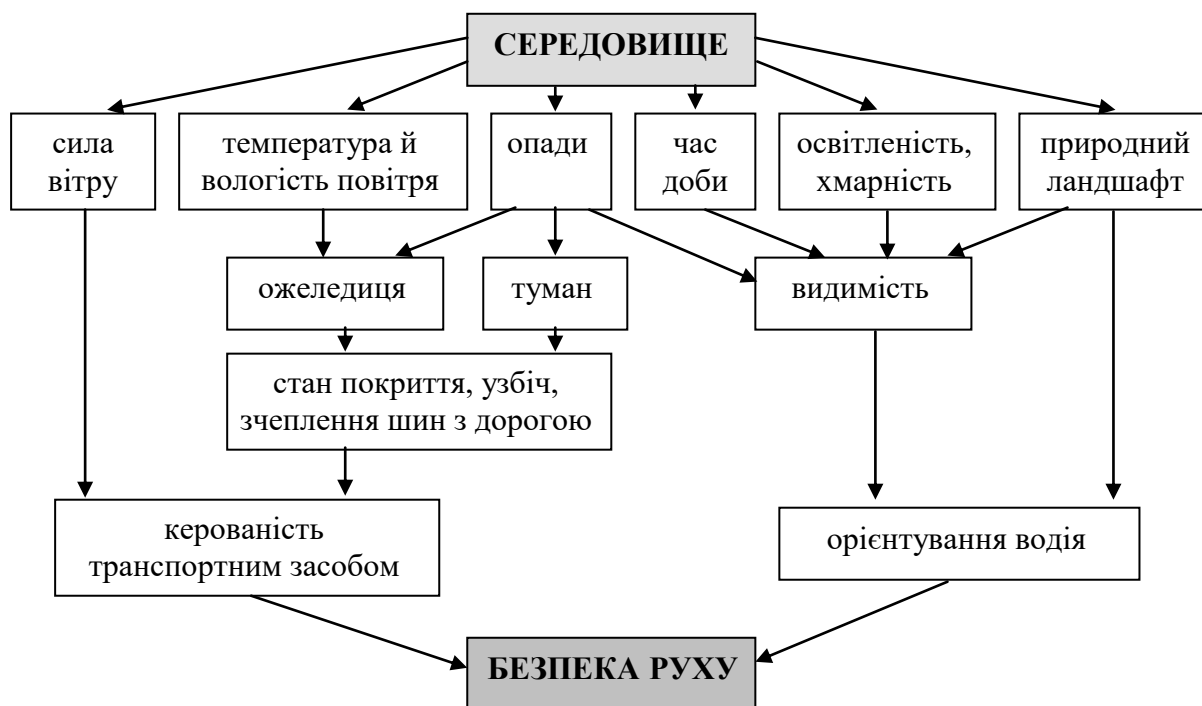 СЕРЕДОВИЩЕ
сила
вітру
температура й
вологість повітря
опади
час
доби
освітленість,
хмарність
природний
ландшафт
ожеледиця
туман
видимість
стан покриття, узбіч,
зчеплення шин з дорогою
керованість
транспортним засобом
орієнтування водія
БЕЗПЕКА РУХУ